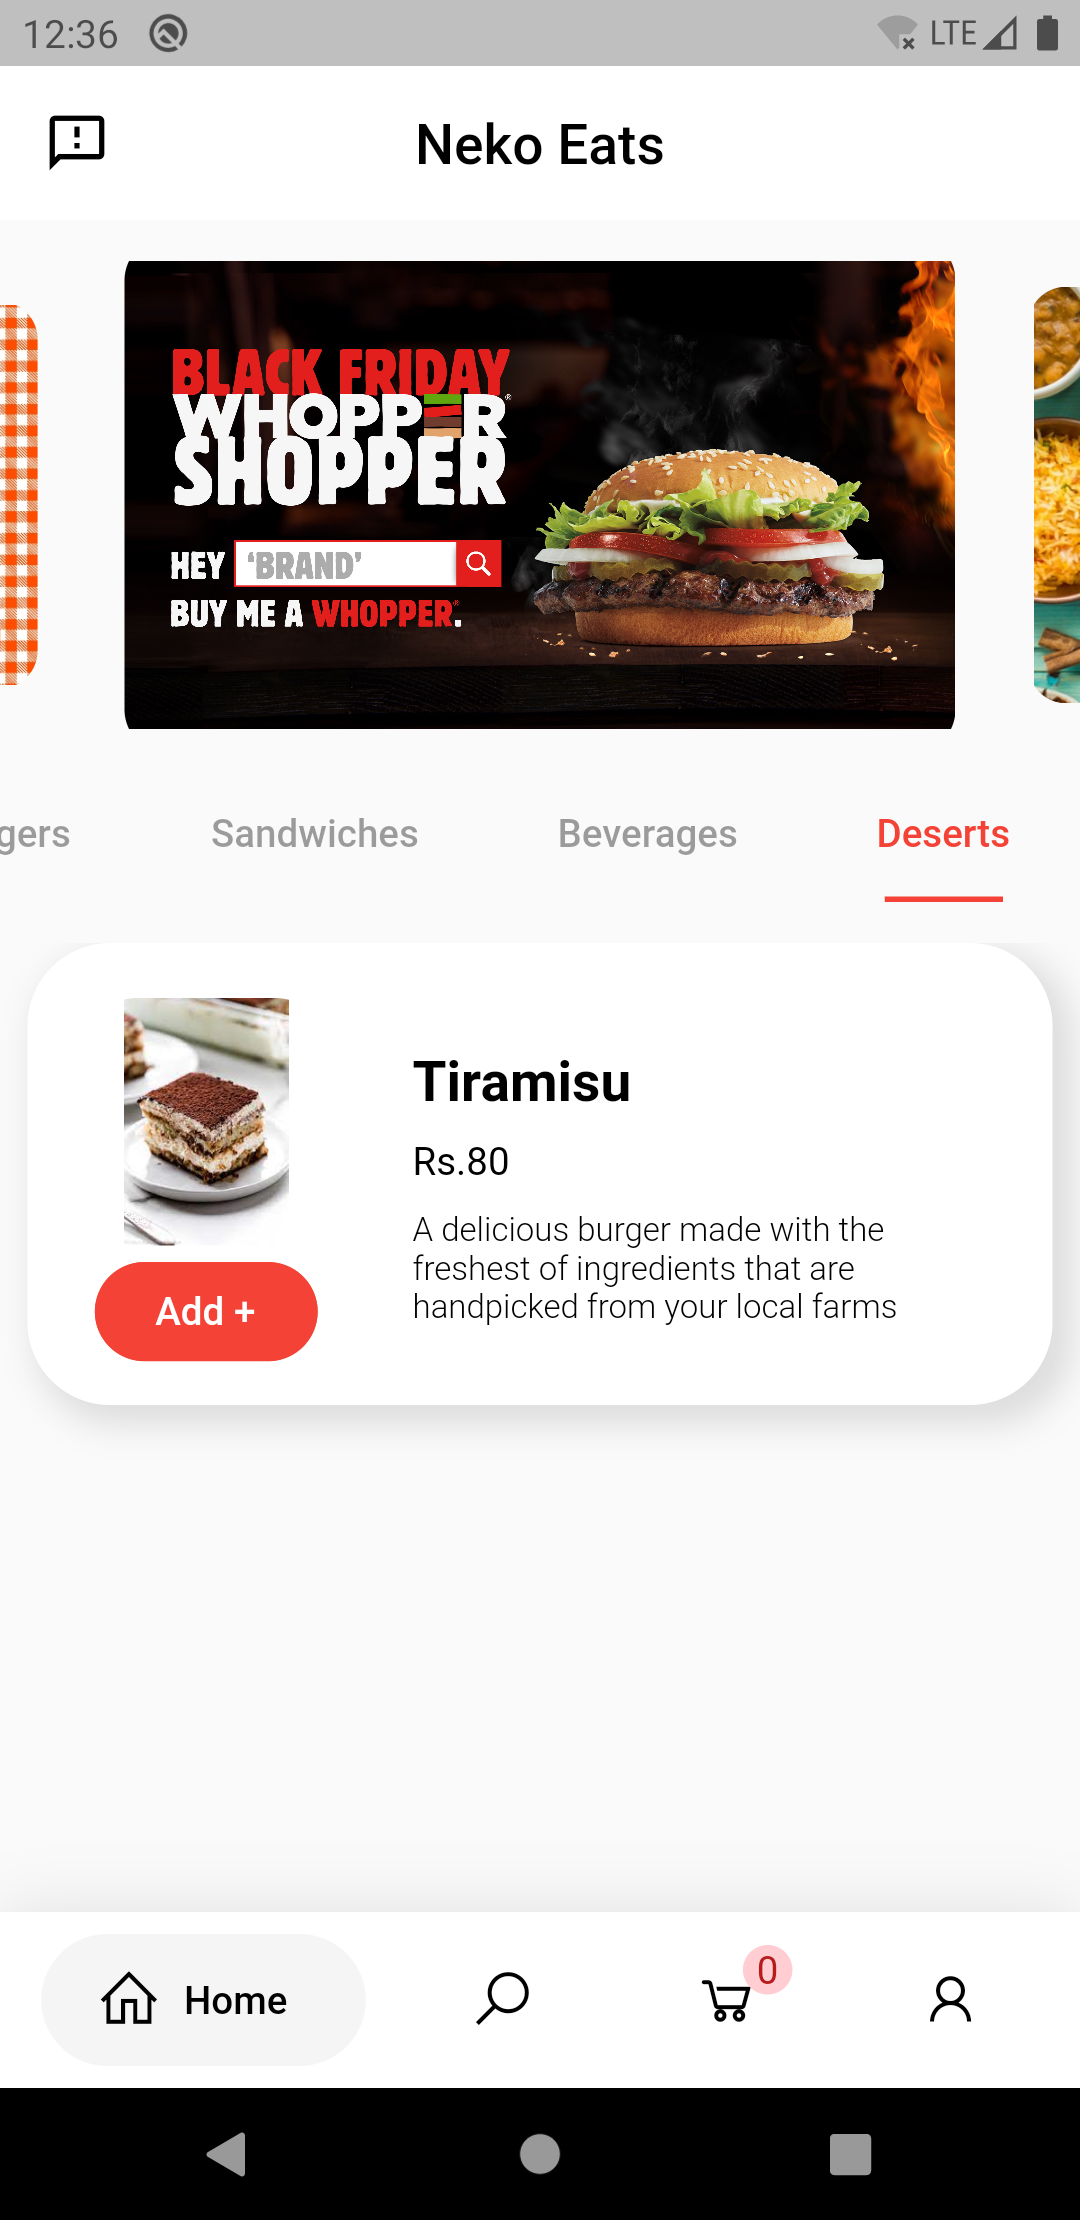 12:36
LTE
Neko Eats
BLACK FRIDAY
WHOPPER®
SHOPPER
HEY 'BRAND'
BUY ME A WHOPPER®.
gers Sandwiches Beverages Deserts
Tiramisu
Rs.80
A delicious burger made with the
freshest of ingredients that are
handpicked from your local farms
Add +
Home
0